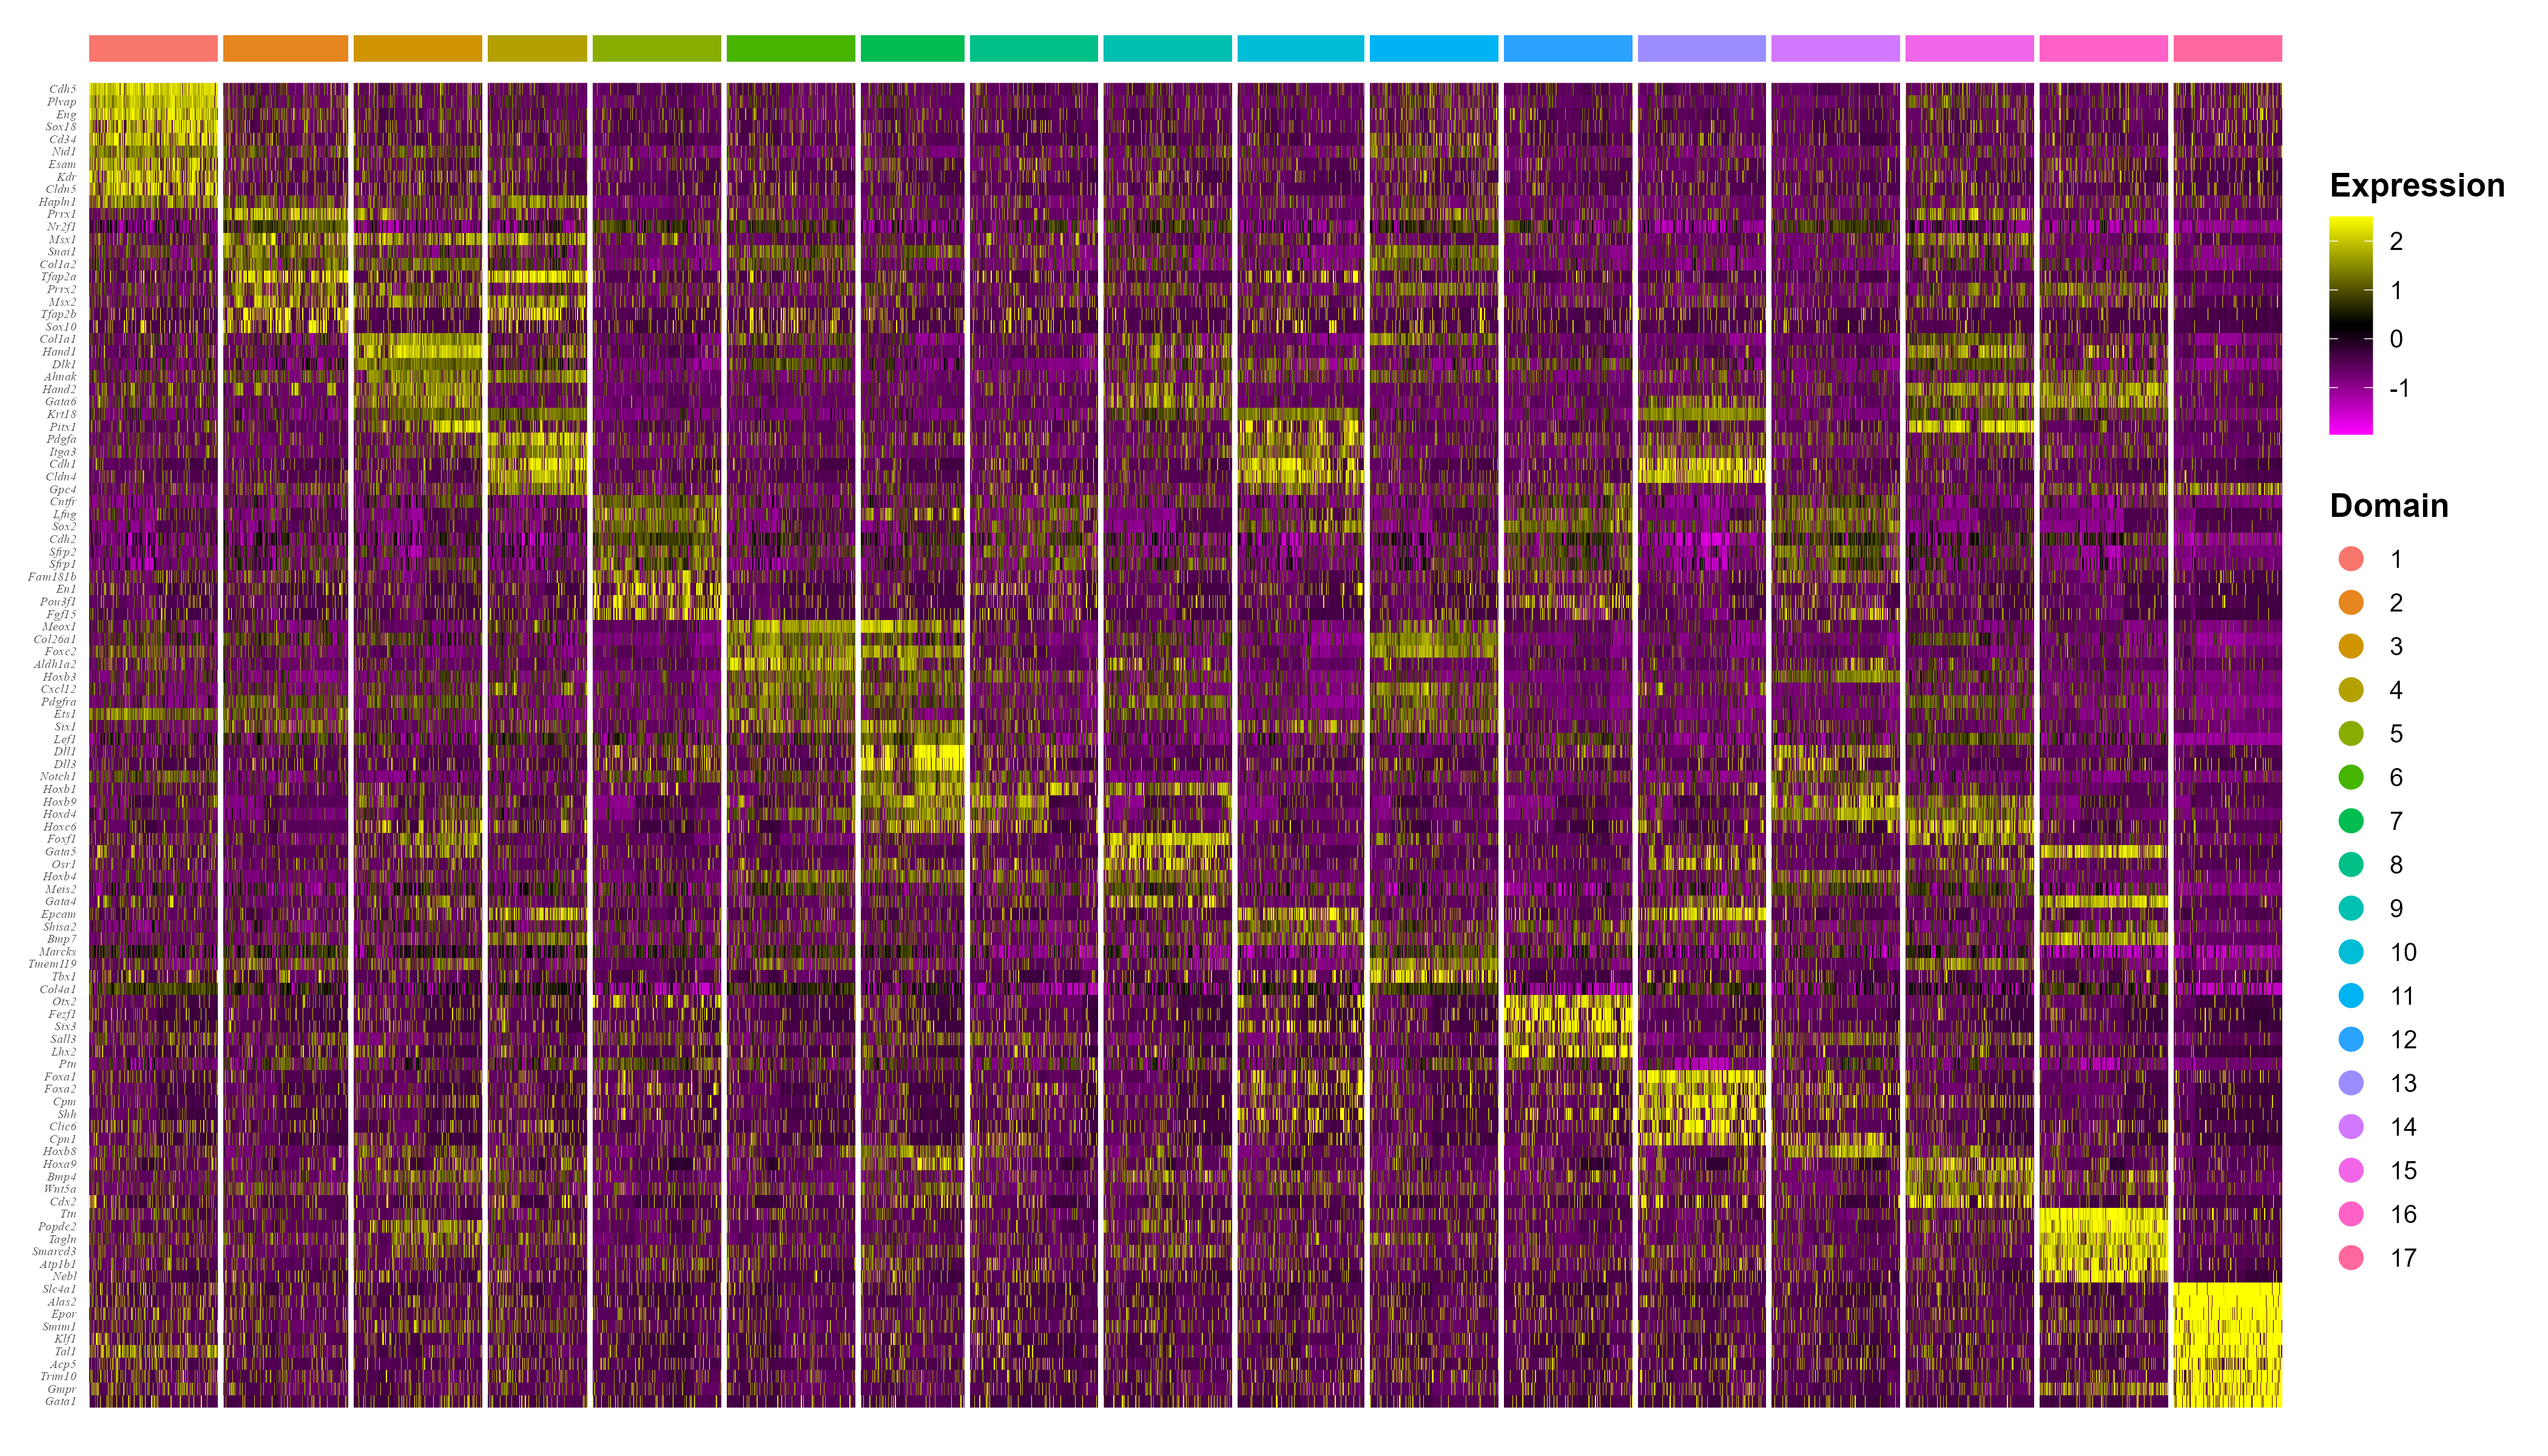 Cdh5
Plvap
Eng
Sox18
Cd34
Nid1
Esam
Kdr
Cldn5
Hapln1
Prrx1
Nr2f1
Msx1
Snai1
Col1a2
Tfap2a
Prrx2
Msx2
Tfap2b
Sox10
Col1a1
Hand1
Dlk1
Ahnak
Hand2
Gata6
Krt18
Pitx1
Pdgfa
Itga3
Cdh1
Cldn4
Gpc4
Cntfr
Lfng
Sox2
Cdh2
Sfrp2
Sfrp1
Fam181b
En1
Pou3f1
Fgf15
Meox1
Col26a1
Foxc2
Aldh1a2
Hoxb3
Cxcl12
Pdgfra
Ets1
Six1
Lef1
Dll1
Dll3
Notch1
Hoxb1
Hoxb9
Hoxd4
Hoxc6
Foxf1
Gata5
Osr1
Hoxb4
Meis2
Gata4
Epcam
Shisa2
Bmp7
Marcks
Tmem119
Tbx1
Col4a1
Otx2
Fezf1
Six3
Sall3
Lhx2
Ptn
Foxa1
Foxa2
Cpm
Shh
Clic6
Cpn1
Hoxb8
Hoxa9
Bmp4
Wnt5a
Cdx2
Ttn
Popdc2
Tagln
Smarcd3
Atp1b1
Nebl
Slc4a1
Alas2
Epor
Smim1
Klf1
Tal1
Acp5
Trim10
Gmpr
Gata1
Expression
2
1
0
-1
Domain
1
2
3
4
5
6
7
8
9
10
11
12
13
14
15
16
17